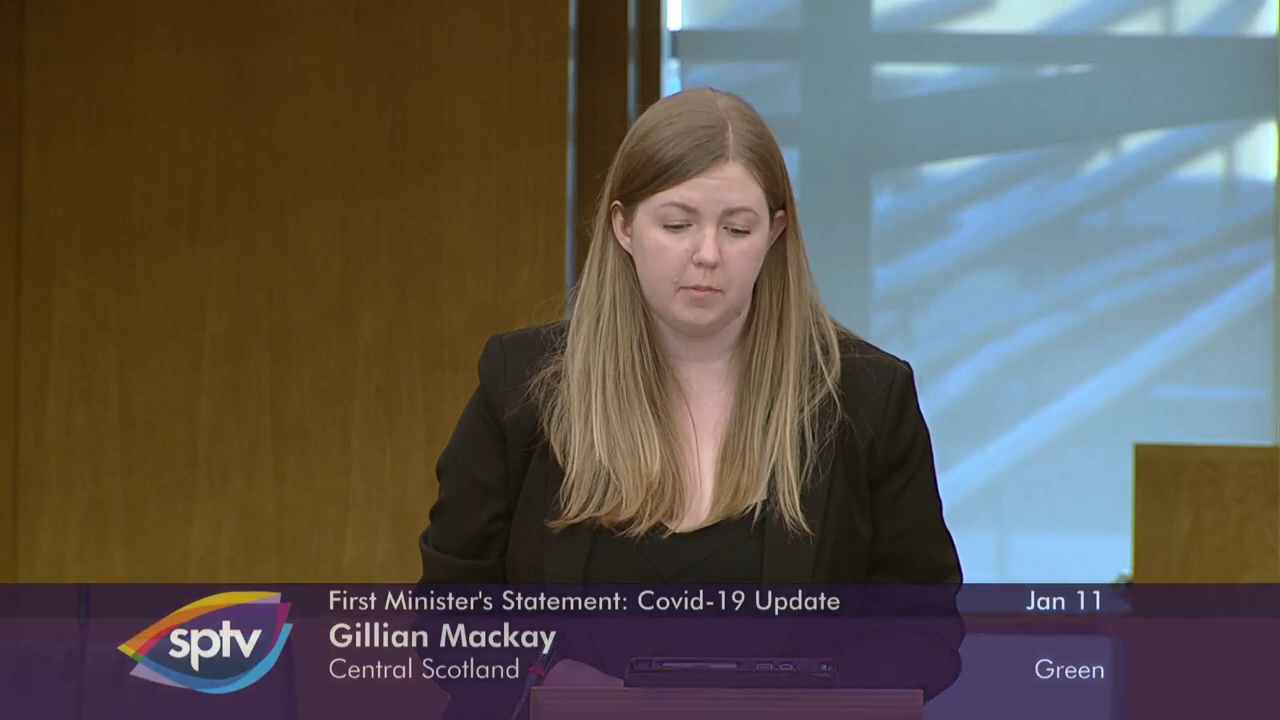 First Minister's Statement: Covid-19 Update Jan 11
sptv
Gillian Mackay
Central Scotland Green